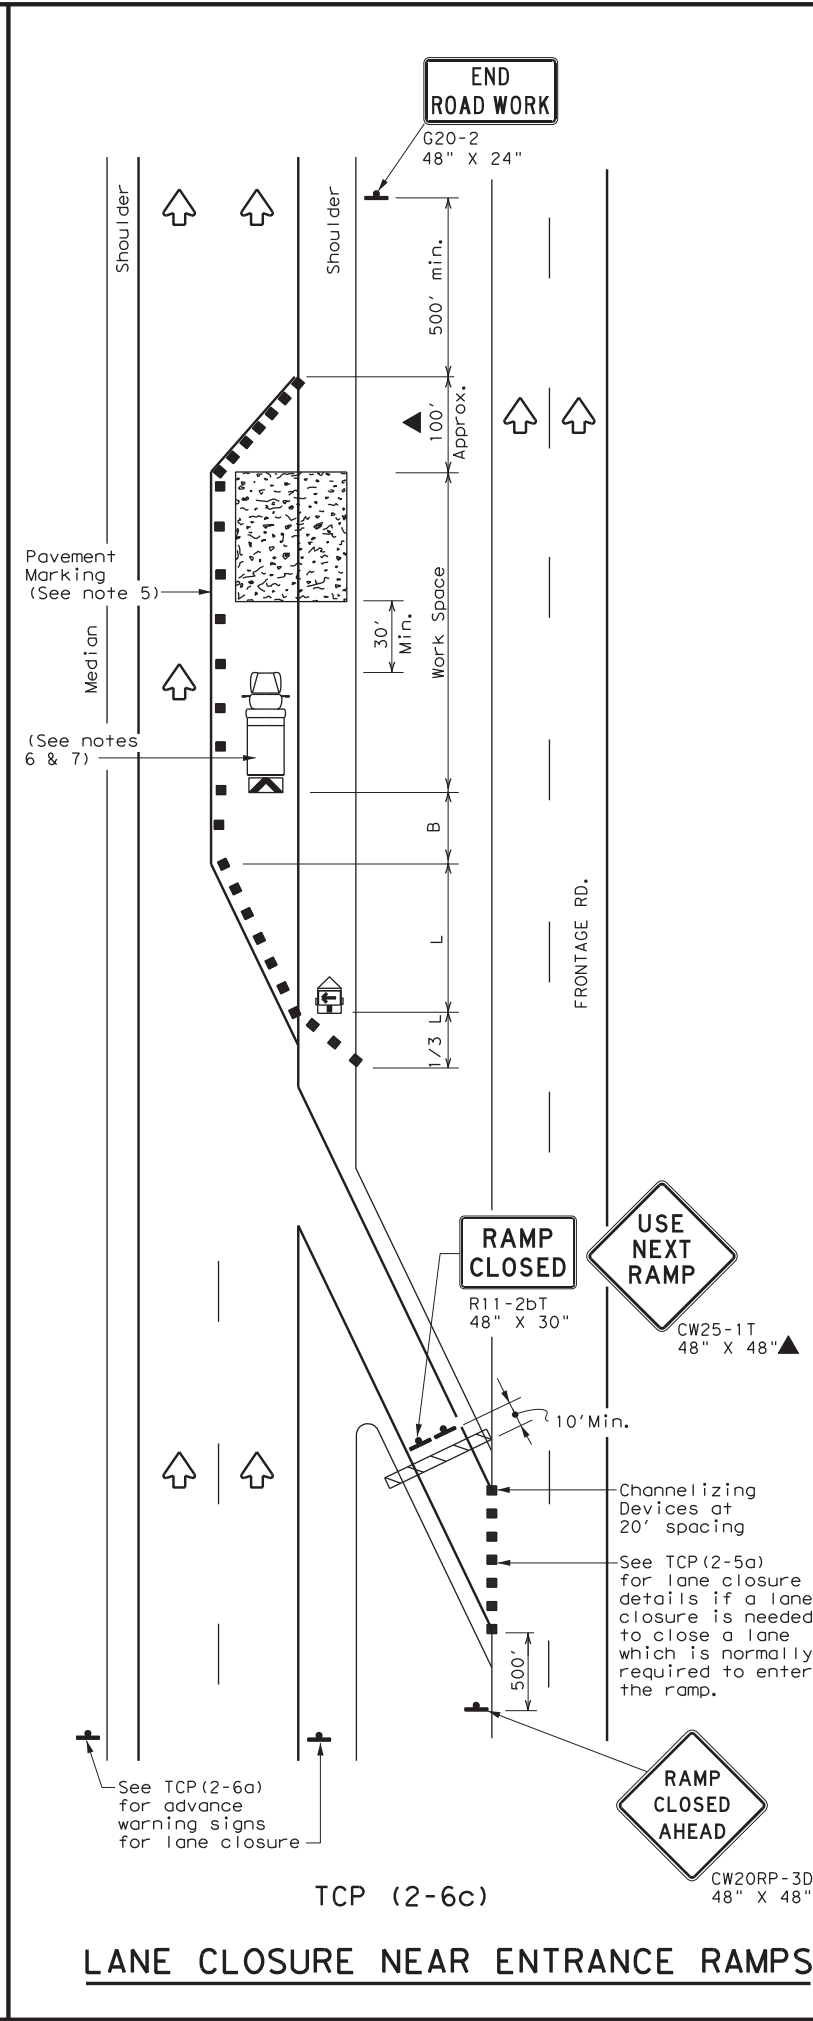 END
ROAD WORK
G20-2
48" X 24"
Shoulder
Shoulder
500' min.
100'
Approx.
Pavement
Marking
(See note 5)
Work Space
30'
Min.
Median
(See notes
6 & 7)
B
L
FRONTAGE RD.
1/3 L
RAMP
CLOSED
R11-2bT
48" X 30"
USE
NEXT
RAMP
CW25-1T
48" X 48"
10'Min.
Channelizing
Devices at
20' spacing
See TCP(2-5a)
for lane closure
details if a lane
closure is needed
to close a lane
which is normally
required to enter
the ramp.
500'
See TCP(2-6a)
for advance
warning signs
for lane closure
RAMP
CLOSED
AHEAD
CW20RP-3D
48" X 48"
TCP (2-6c)
LANE CLOSURE NEAR ENTRANCE RAMPS